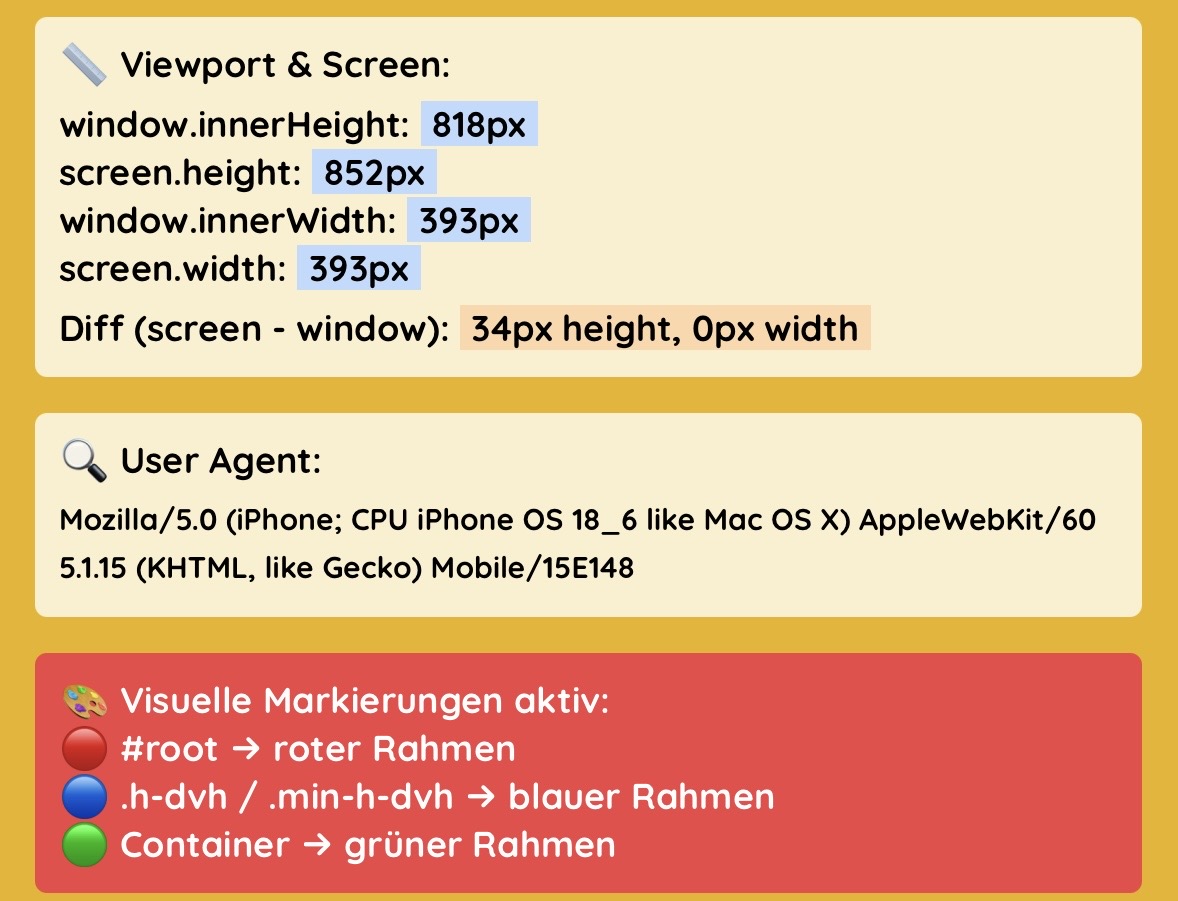 Viewport & Screen:
window.innerHeight: 818px
screen.height: 852px
window.innerWidth: 393px
screen.width: 393px
Diff (screen - window): 34px height, 0px width
User Agent:
Mozilla/5.0 (iPhone; CPU iPhone OS 18_6 like Mac OS X) AppleWebKit/60
5.1.15 (KHTML, like Gecko) Mobile/15E148
Visuelle Markierungen aktiv:
#root → roter Rahmen
.h-dvh / .min-h-dvh → blauer Rahmen
Container → grüner Rahmen